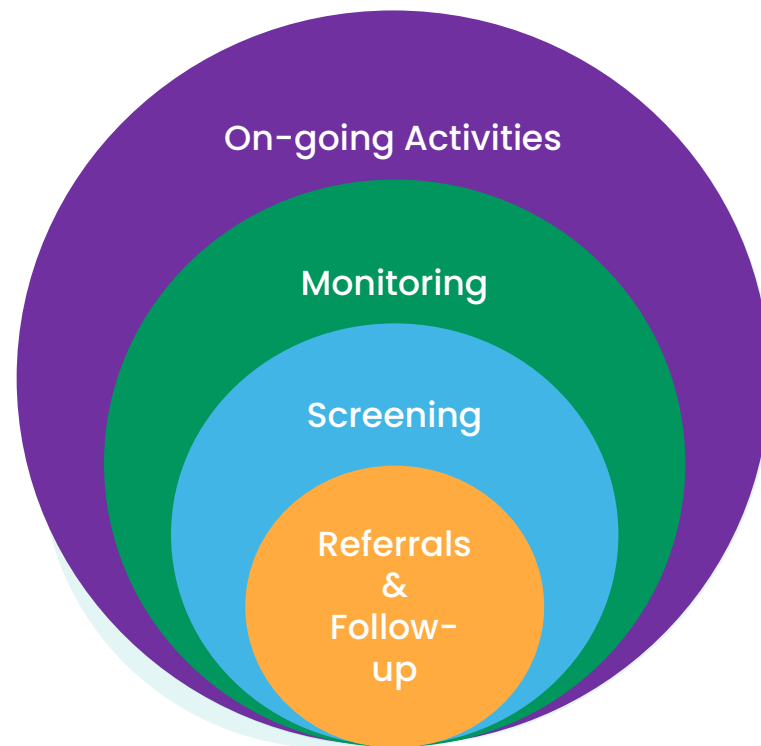 On-going Activities
Monitoring
Screening
Referrals
&
Follow-
up